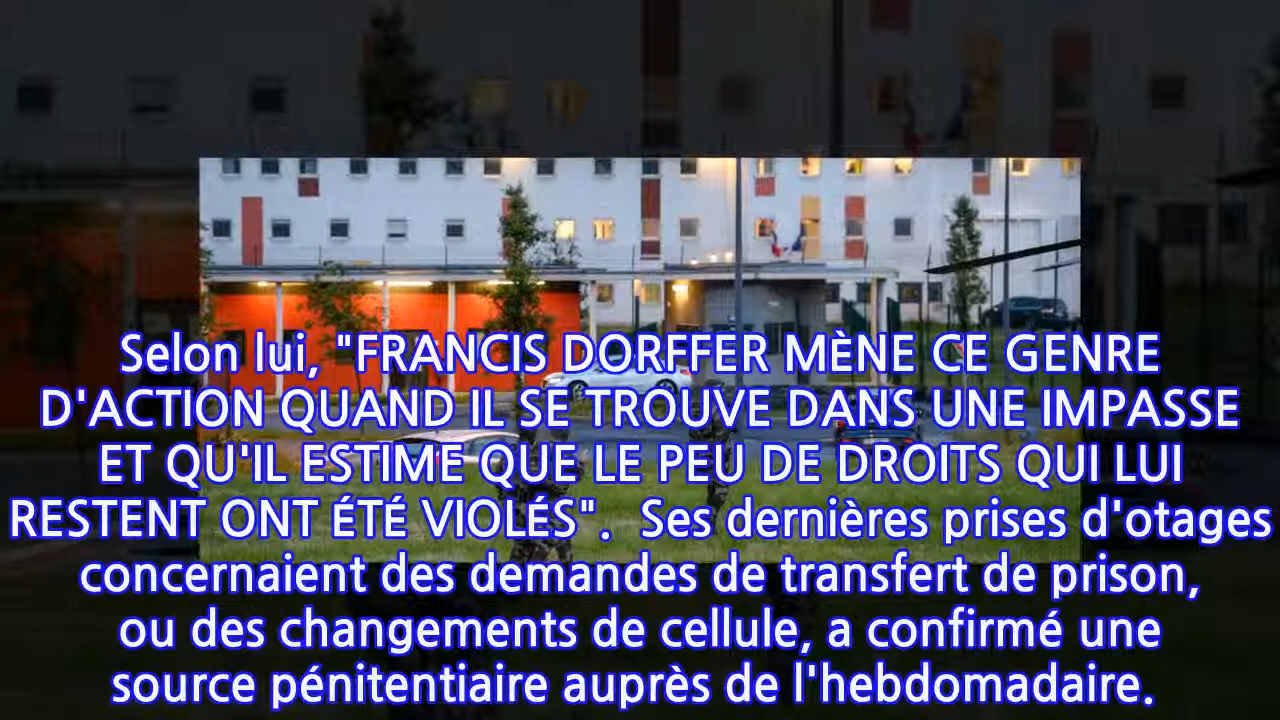 Selon lui, "FRANCIS DORFFER MÈNE CE GENRE
D'ACTION QUAND IL SE TROUVE DANS UNE IMPASSE
ET QU'IL ESTIME QUE LE PEU DE DROITS QUI LUI
RESTENT ONT ÉTÉ VIOLÉS".  Ses dernières prises d'otages
concernaient des demandes de transfert de prison,
ou des changements de cellule, a confirmé une
source pénitentiaire auprès de l'hebdomadaire.